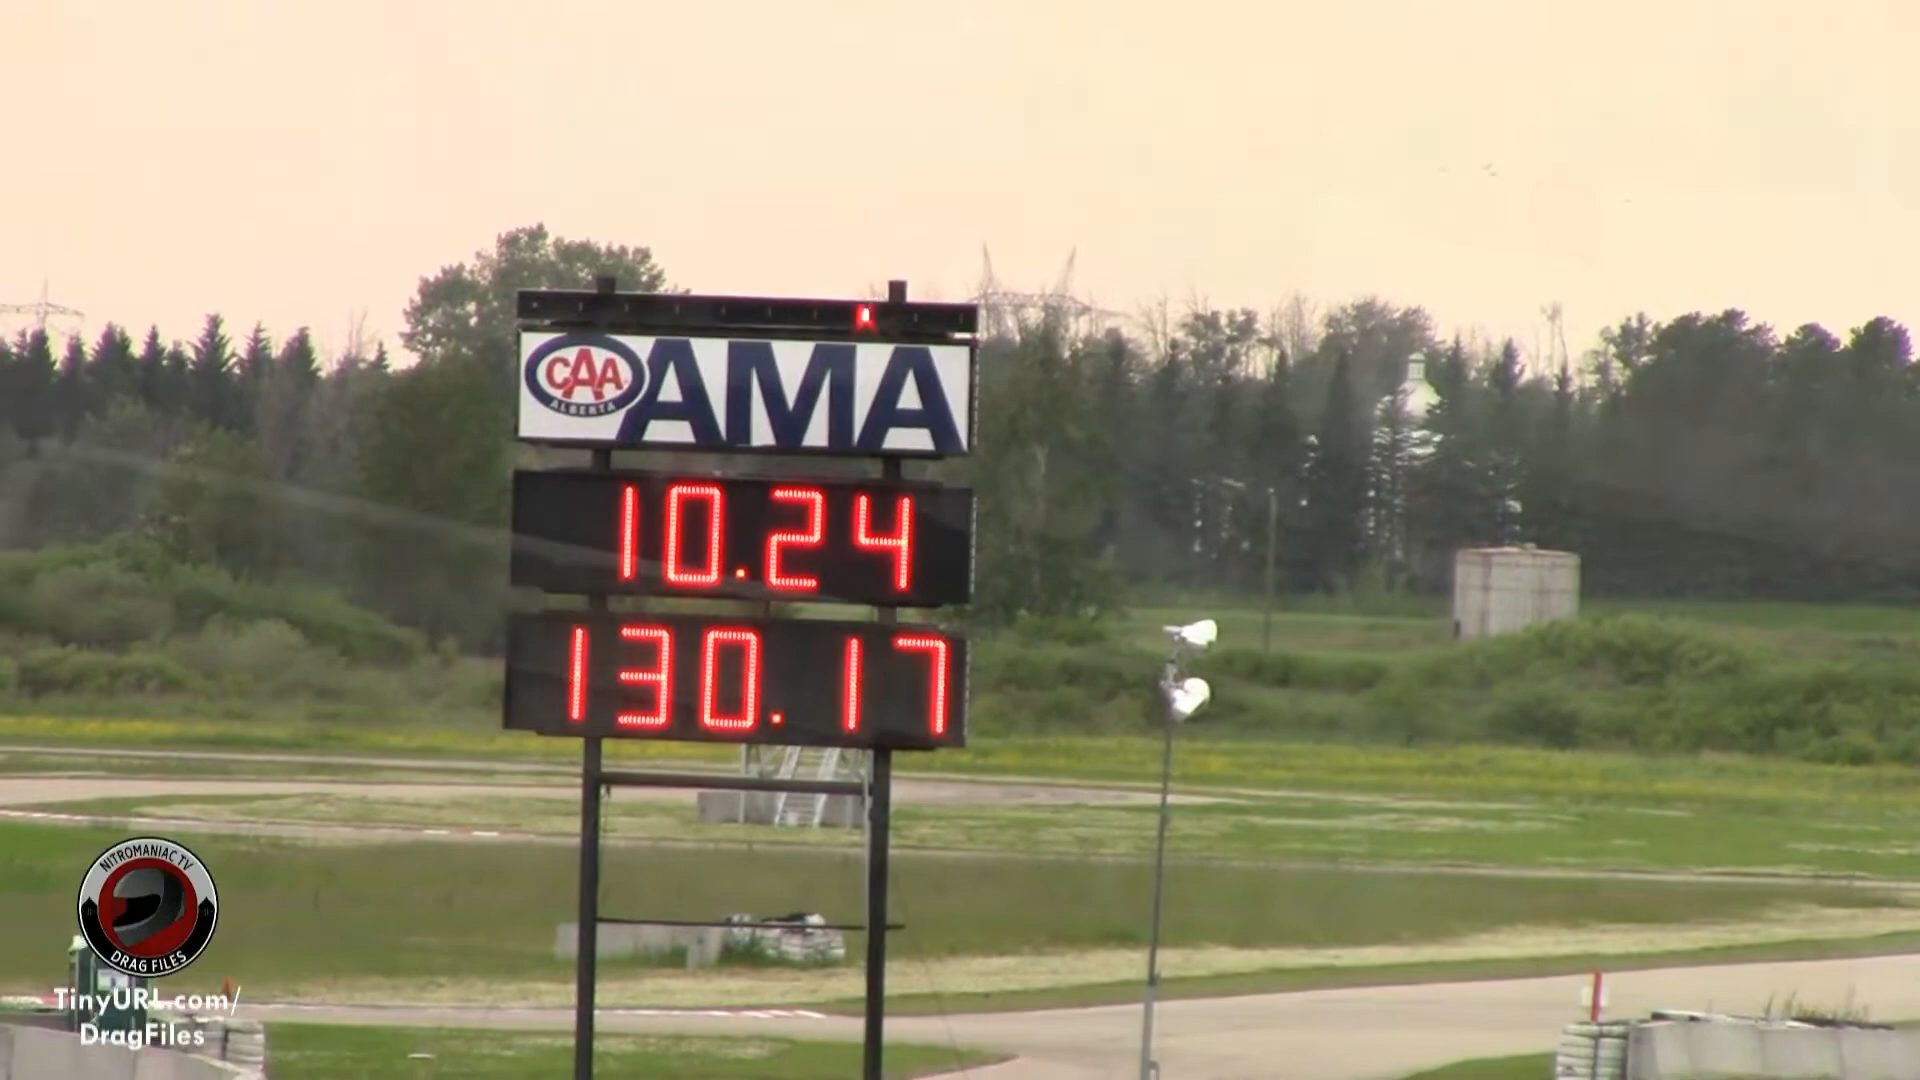 CAA
ALBERTA
AMA
10.24
130.17
NITROMANIAC TV
DRAG FILES
TinyURL.com/
DragFiles